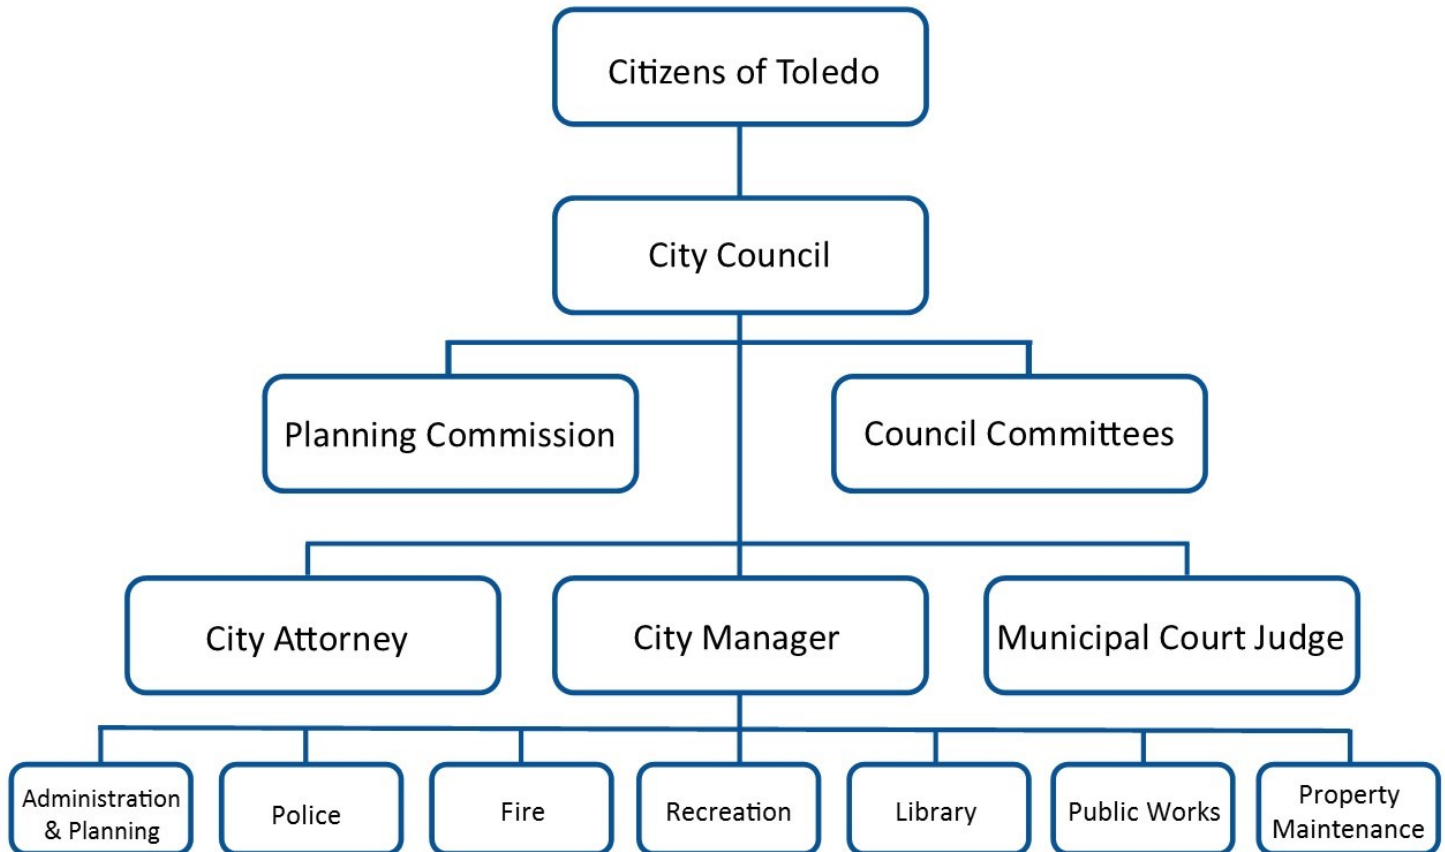 Citizens of Toledo
City Council
Planning Commission
Council Committees
City Attorney
City Manager
Municipal Court Judge
Administration
& Planning
Police
Fire
Recreation
Library
Public Works
Property
Maintenance